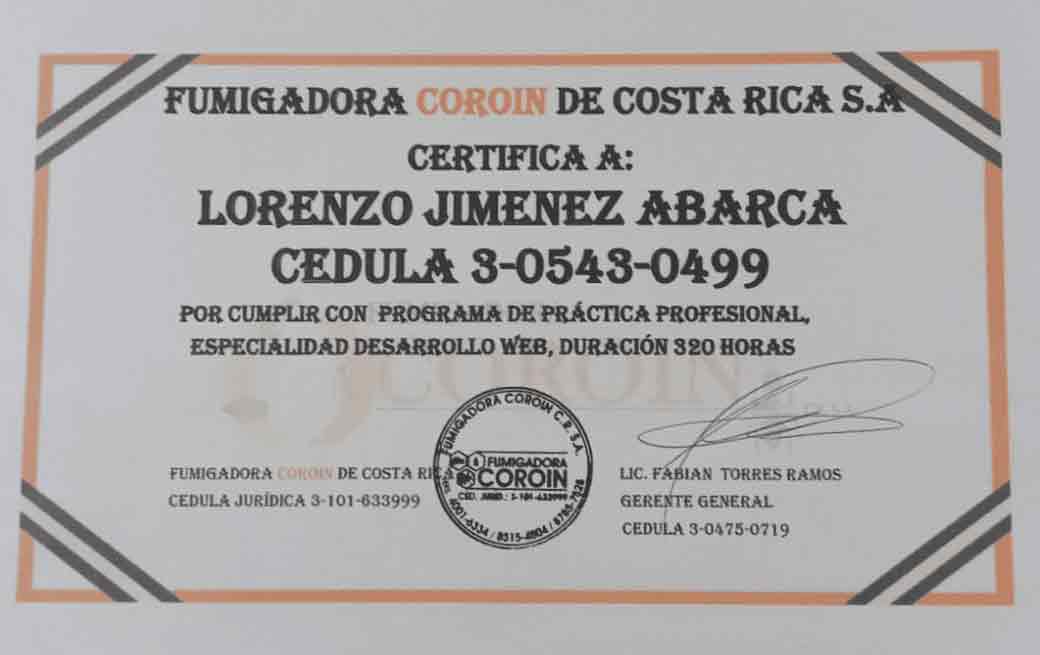 FUMIGADORA COROIN DE COSTA RICA S.A
CERTIFICA A:
LORENZO JIMENEZ ABARCA
CEDULA 3-0543-0499
POR CUMPLIR CON PROGRAMA DE PRÁCTICA PROFESIONAL,
ESPECIALIDAD DESARROLLO WEB, DURACIÓN 320 HORAS
COROIN
FUMIGADORA COROIN DE COSTA RICA
CEDULA JURÍDICA 3-101-633999
FUMIGADORA COROIN C.R. S.A.
FUMIGADORA
COROIN
CED. JURID.: 3-101-633999
4001-6334 / 8315-4804 / 8785-7828
LIC. FABIAN TORRES RAMOS
GERENTE GENERAL
CEDULA 3-0475-0719